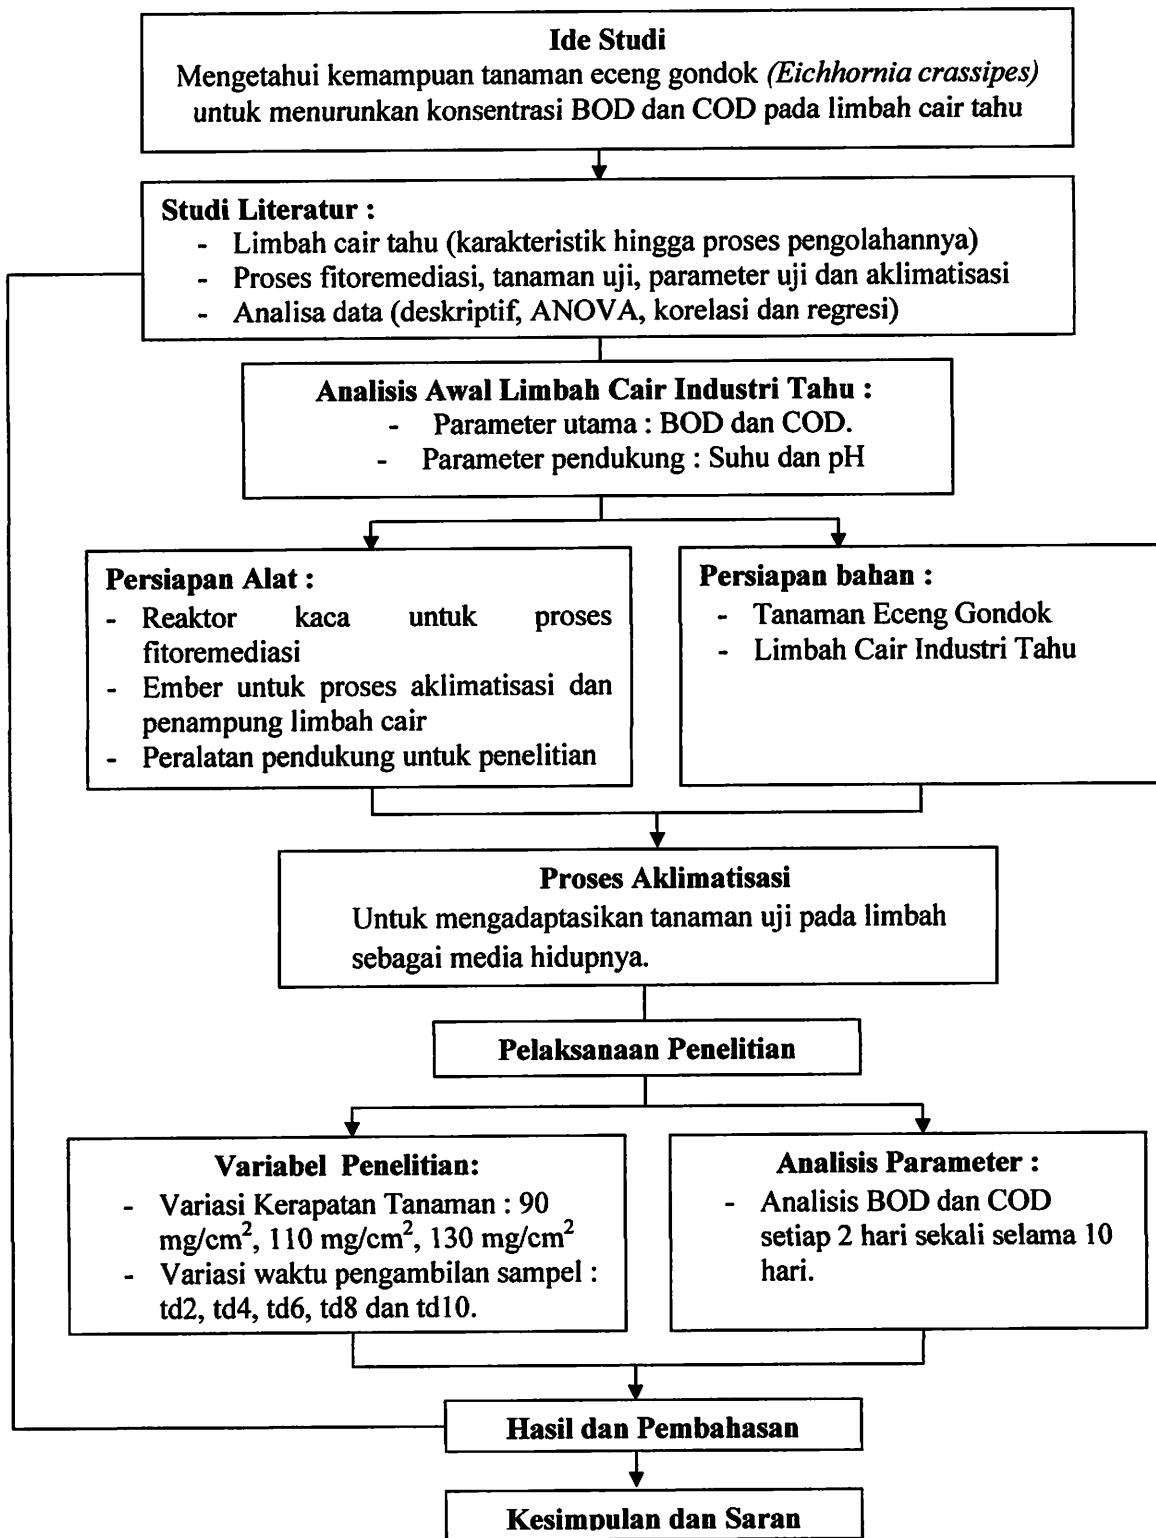 Ide Studi
Mengetahui kemampuan tanaman eceng gondok (Eichhornia crassipes)
untuk menurunkan konsentrasi BOD dan COD pada limbah cair tahu
Studi Literatur :
- Limbah cair tahu (karakteristik hingga proses pengolahannya)
- Proses fitoremediasi, tanaman uji, parameter uji dan aklimatisasi
- Analisa data (deskriptif, ANOVA, korelasi dan regresi)
Analisis Awal Limbah Cair Industri Tahu :
- Parameter utama : BOD dan COD.
- Parameter pendukung : Suhu dan pH
Persiapan Alat :
- Reaktor kaca untuk proses
fitoremediasi
- Ember untuk proses aklimatisasi dan
penampung limbah cair
- Peralatan pendukung untuk penelitian
Persiapan bahan :
- Tanaman Eceng Gondok
- Limbah Cair Industri Tahu
Proses Aklimatisasi
Untuk mengadaptasikan tanaman uji pada limbah
sebagai media hidupnya.
Pelaksanaan Penelitian
Variabel Penelitian:
- Variasi Kerapatan Tanaman : 90
mg/cm², 110 mg/cm², 130 mg/cm²
- Variasi waktu pengambilan sampel :
td2, td4, td6, td8 dan td10.
Analisis Parameter :
- Analisis BOD dan COD
setiap 2 hari sekali selama 10
hari.
Hasil dan Pembahasan
Kesimpulan dan Saran